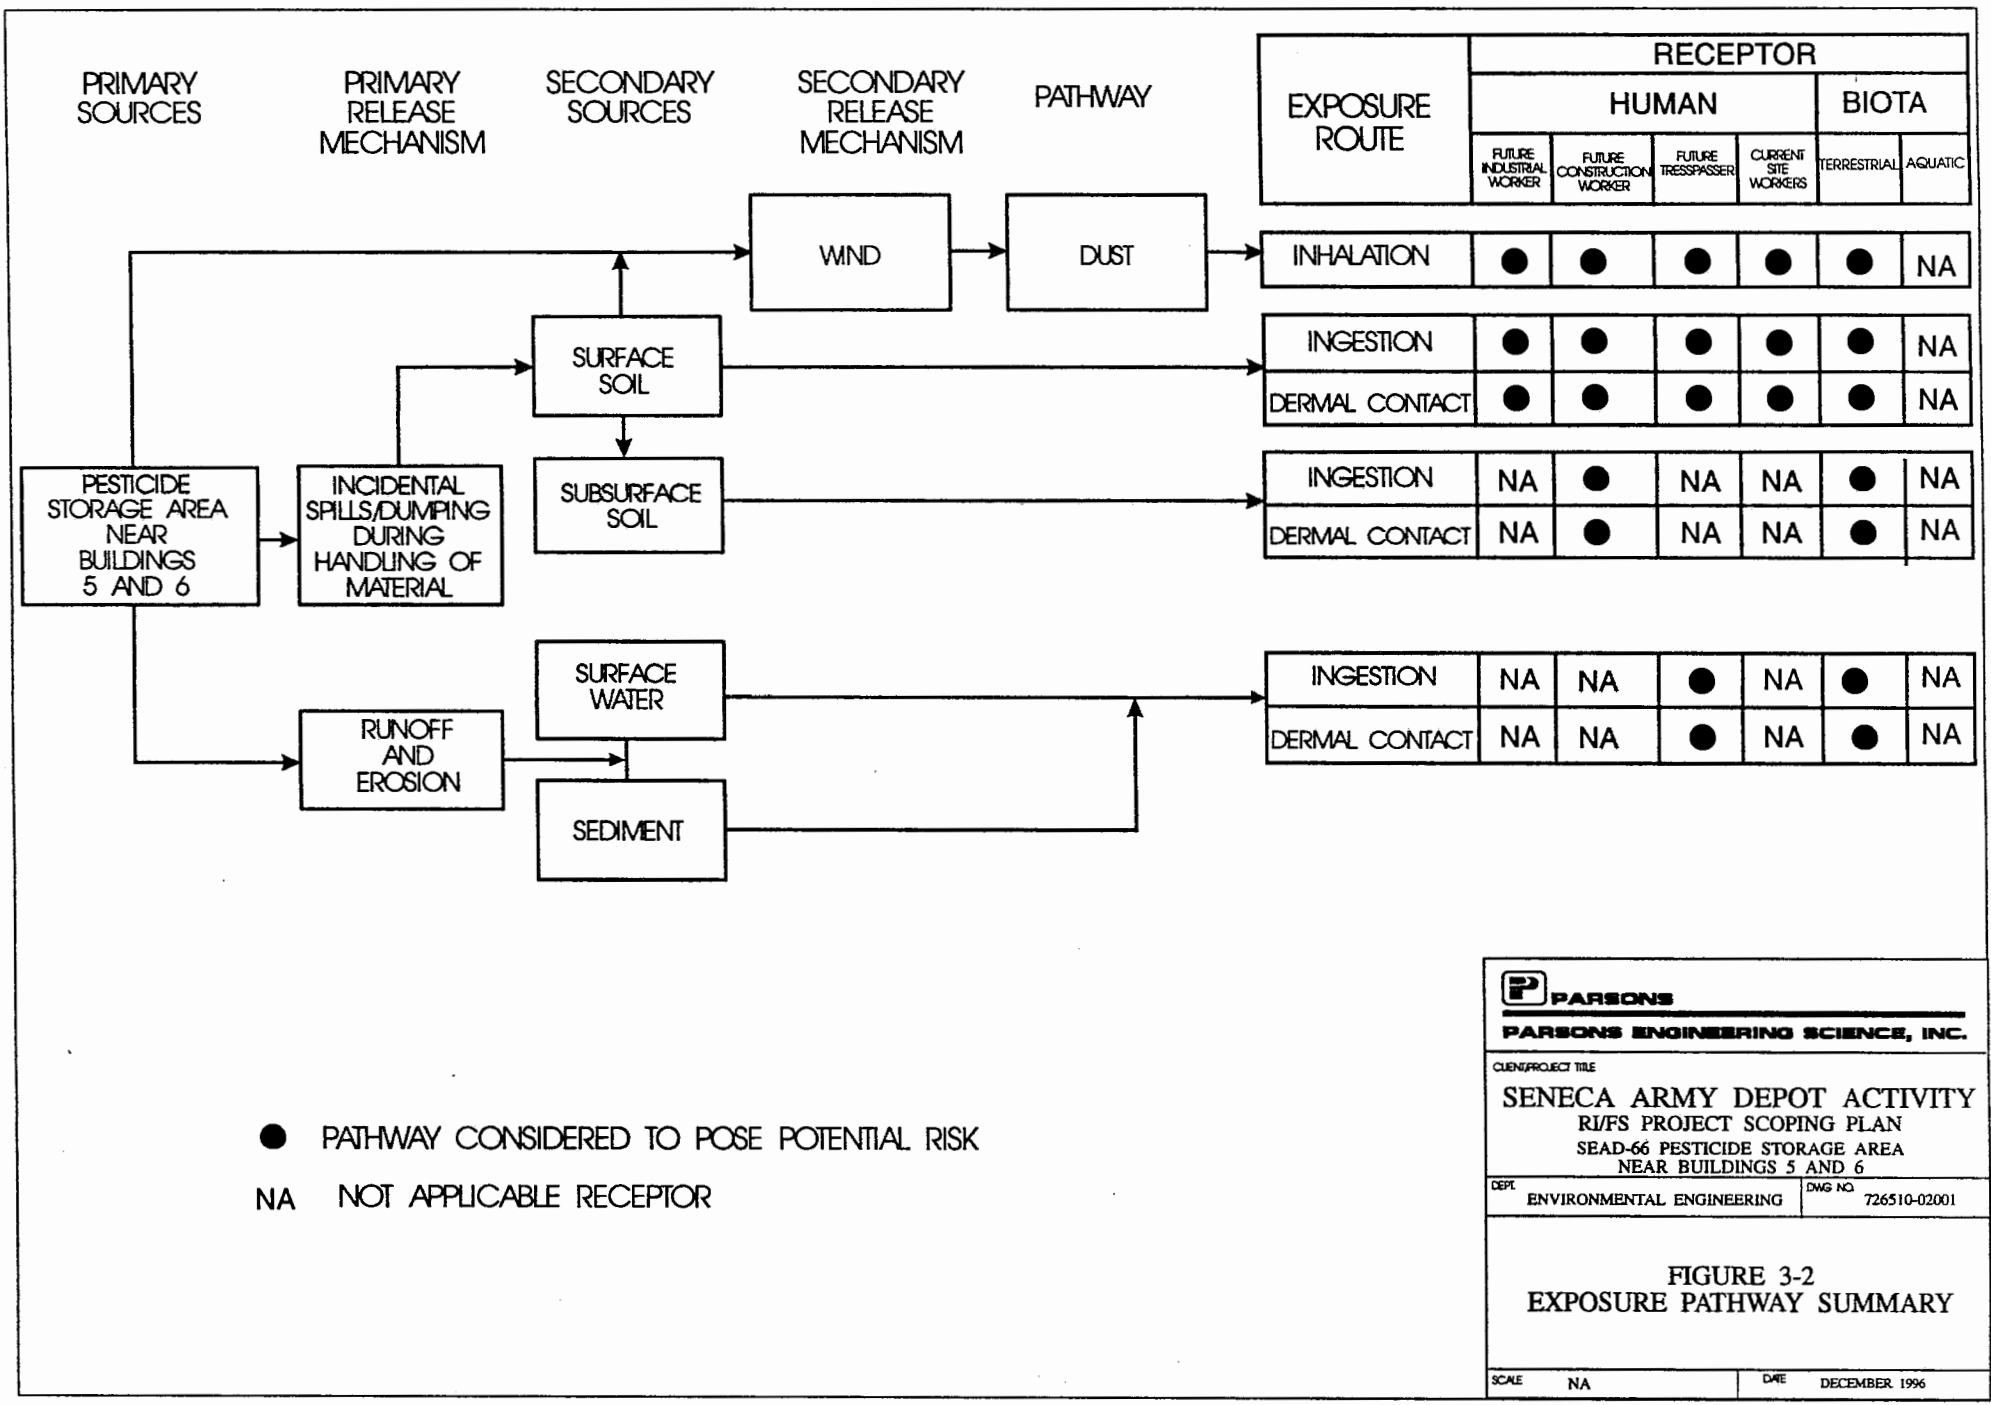 PRIMARY
SOURCES
PRIMARY
RELEASE
MECHANISM
SECONDARY
SOURCES
SECONDARY
RELEASE
MECHANISM
PATHWAY
EXPOSURE
ROUTE
RECEPTOR
HUMAN
BIOTA
FUTURE
INDUSTRIAL
WORKER
FUTURE
CONSTRUCTION
WORKER
FUTURE
TRESSPASSER
CURRENT
SITE
WORKERS
TERRESTRIAL
AQUATIC
WIND
DUST
INHALATION ● ● ● ● ● NA
SURFACE
SOIL
INGESTION ● ● ● ● ● NA
DERMAL CONTACT ● ● ● ● ● NA
SUBSURFACE
SOIL
INGESTION NA ● NA NA ● NA
DERMAL CONTACT NA ● NA NA ● NA
PESTICIDE
STORAGE AREA
NEAR
BUILDINGS
5 AND 6
INCIDENTAL
SPILLS/DUMPING
DURING
HANDLING OF
MATERIAL
SURFACE
WATER
INGESTION NA NA ● NA ● NA
DERMAL CONTACT NA NA ● NA ● NA
RUNOFF
AND
EROSION
SEDIMENT
● PATHWAY CONSIDERED TO POSE POTENTIAL RISK
NA NOT APPLICABLE RECEPTOR
P PARSONS
PARSONS ENGINEERING SCIENCE, INC.
CLIENT/PROJECT TITLE
SENECA ARMY DEPOT ACTIVITY
RI/FS PROJECT SCOPING PLAN
SEAD-66 PESTICIDE STORAGE AREA
NEAR BUILDINGS 5 AND 6
DEPT. ENVIRONMENTAL ENGINEERING
DWG NO. 726510-02001
FIGURE 3-2
EXPOSURE PATHWAY SUMMARY
SCALE NA
DATE DECEMBER 1996